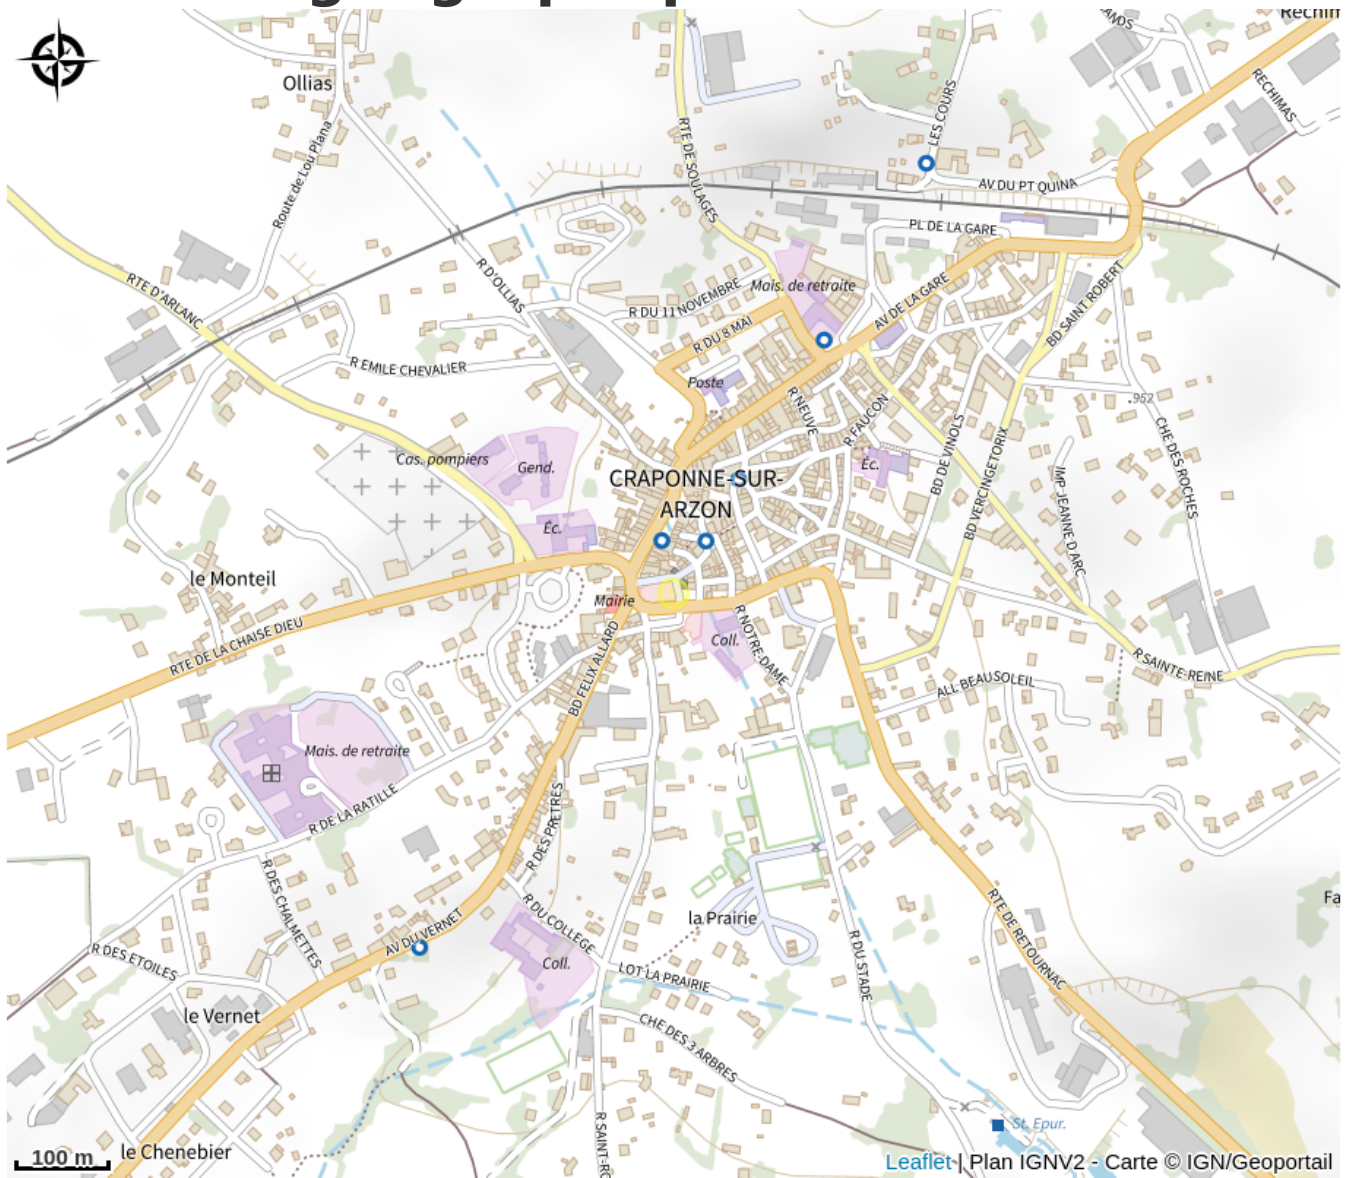 Rechim
ANDS
Ollias
LES COURS
RECHIMAS
RTE DE SOULAGES
Route de Lou Plana
AV DU PT QUINA
PL DE LA GARE
R D'OLLIAS
RTE D'ARLANC
Mais. de retraite
R DU 11 NOVEMBRE
AV DE LA GARE
BD SAINT ROBERT
R DU 8 MAI
R EMILE CHEVALIER
Poste
R NEUVE
R FAUCON
.952
CHE DES ROCHES
BD DE VINOLS
BD VERCINGETORIX
Cas. pompiers
Gend.
Éc.
CRAPONNE-SUR-
ARZON
IMP JEANNE D ARC
Éc.
le Monteil
Mairie
RTE DE LA CHAISE DIEU
BD FELIX ALLARD
Coll.
R NOTRE-DAME
R SAINTE-REINE
ALL BEAUSOLEIL
Mais. de retraite
R DE LA RATILLE
R DES PRETRES
R DES CHALMETTES
Fa
la Prairie
R DU COLLEGE
AV DU VERNET
RTE DE RETOURNAC
R DES ETOILES
R DU STADE
Coll.
LOT LA PRAIRIE
le Vernet
CHE DES 3 ARBRES
St. Epur.
R SAINT-RO
le Chenebier
100 m
Leaflet | Plan IGNV2 - Carte © IGN/Geoportail